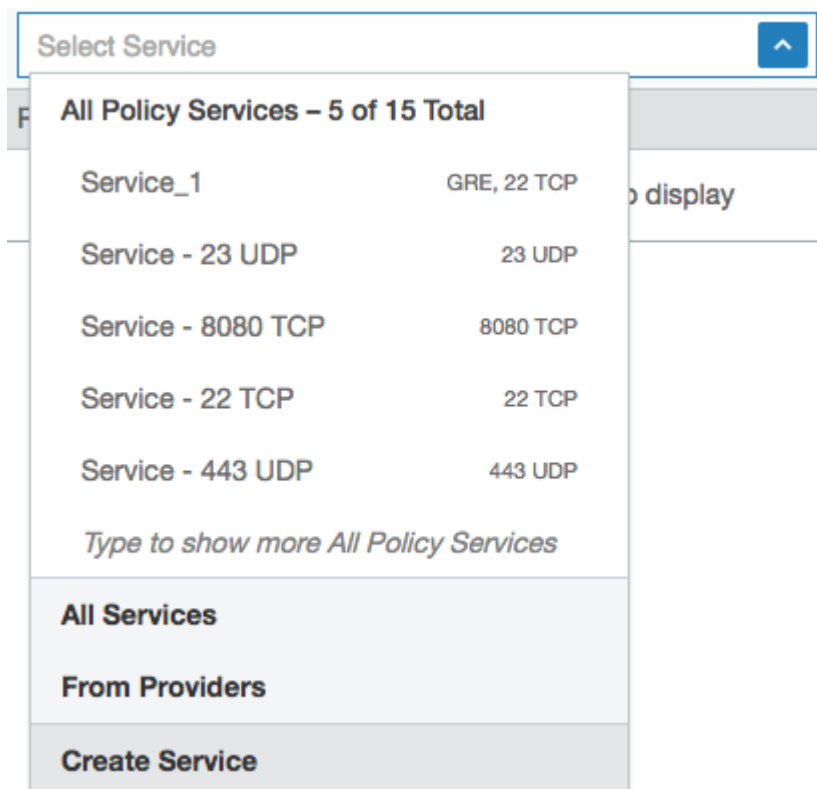 Select Service
All Policy Services – 5 of 15 Total
Service_1 GRE, 22 TCP
display
Service - 23 UDP 23 UDP
Service - 8080 TCP 8080 TCP
Service - 22 TCP 22 TCP
Service - 443 UDP 443 UDP
Type to show more All Policy Services
All Services
From Providers
Create Service